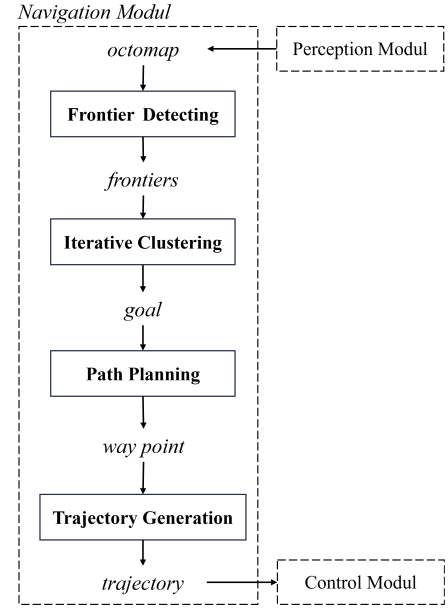 Navigation Modul
octomap
Perception Modul
Frontier Detecting
frontiers
Iterative Clustering
goal
Path Planning
way point
Trajectory Generation
trajectory
Control Modul